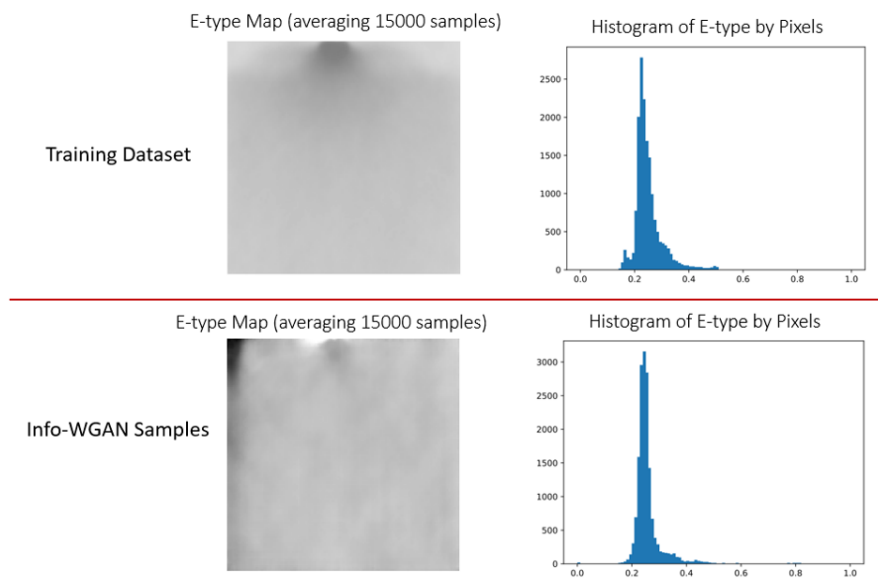 E-type Map (averaging 15000 samples)
Histogram of E-type by Pixels
Training Dataset
2500
2000
1500
1000
500
0
0.0 0.2 0.4 0.6 0.8 1.0
E-type Map (averaging 15000 samples)
Histogram of E-type by Pixels
Info-WGAN Samples
3000
2500
2000
1500
1000
500
0
0.0 0.2 0.4 0.6 0.8 1.0